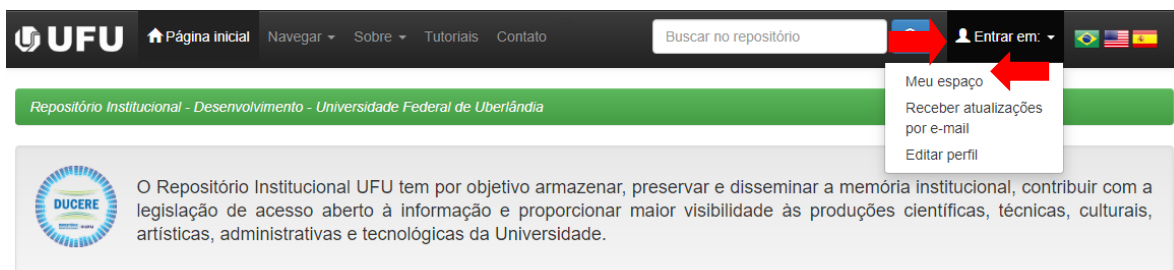 UFU Página inicial Navegar Sobre Tutoriais Contato Buscar no repositório Entrar em:
Meu espaço
Receber atualizações
por e-mail
Editar perfil
Repositório Institucional - Desenvolvimento - Universidade Federal de Uberlândia
DUCERE
O Repositório Institucional UFU tem por objetivo armazenar, preservar e disseminar a memória institucional, contribuir com a
legislação de acesso aberto à informação e proporcionar maior visibilidade às produções científicas, técnicas, culturais,
artísticas, administrativas e tecnológicas da Universidade.